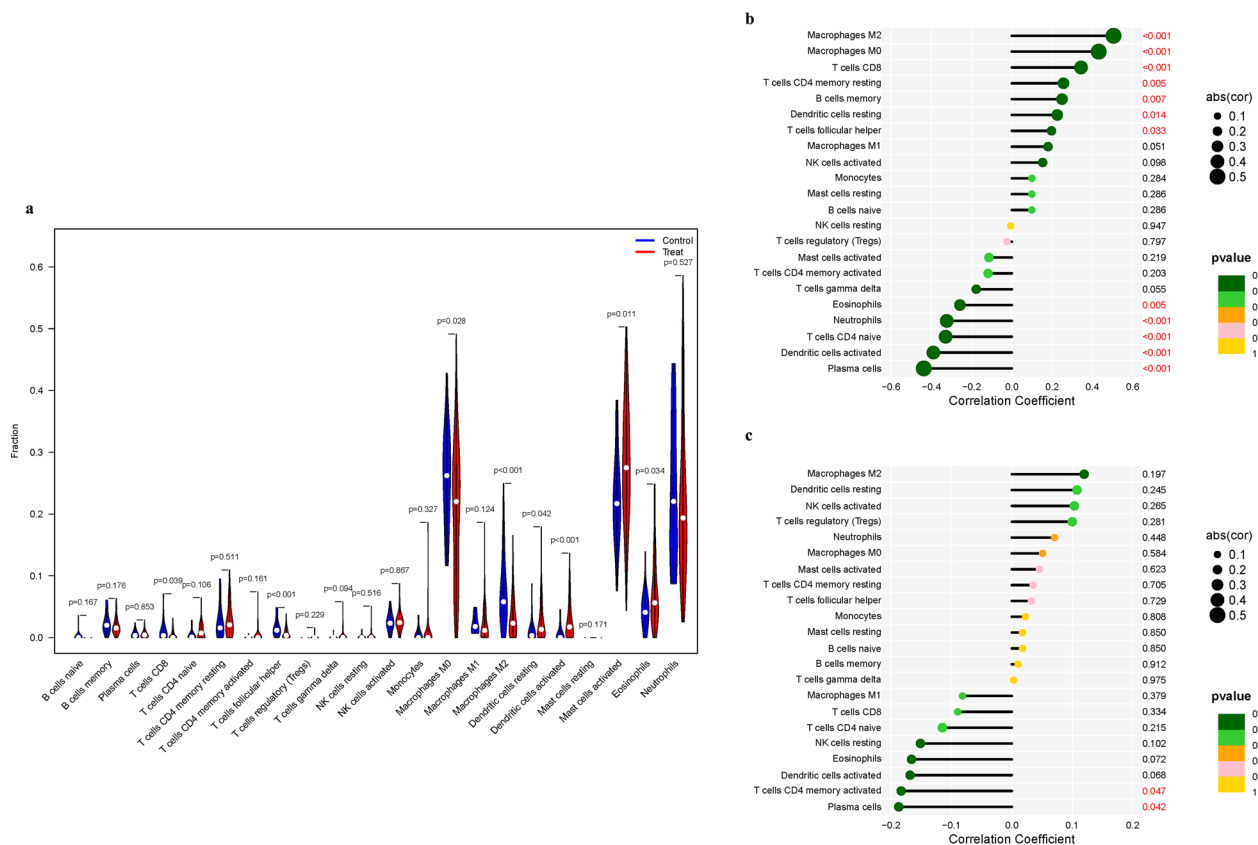 a
Control
Treat
0.6
0.5
0.4
0.3
0.2
0.1
0.0
Fraction
p=0.167
p=0.176
p=0.853
p=0.039
p=0.106
p=0.511
p=0.161
p<0.001
p=0.229
p=0.094
p=0.516
p=0.867
p=0.327
p=0.028
p=0.124
p<0.001
p=0.042
p<0.001
p=0.171
p=0.011
p=0.034
p=0.527
B cells naive
B cells memory
Plasma cells
T cells CD8
T cells CD4 naive
T cells CD4 memory resting
T cells CD4 memory activated
T cells follicular helper
T cells regulatory (Tregs)
T cells gamma delta
NK cells resting
NK cells activated
Monocytes
Macrophages M0
Macrophages M1
Macrophages M2
Dendritic cells resting
Dendritic cells activated
Mast cells resting
Mast cells activated
Eosinophils
Neutrophils
b
Macrophages M2 <0.001
Macrophages M0 <0.001
T cells CD8 <0.001
T cells CD4 memory resting 0.005
B cells memory 0.007
Dendritic cells resting 0.014
T cells follicular helper 0.033
Macrophages M1 0.051
NK cells activated 0.098
Monocytes 0.284
Mast cells resting 0.286
B cells naive 0.286
NK cells resting 0.947
T cells regulatory (Tregs) 0.797
Mast cells activated 0.219
T cells CD4 memory activated 0.203
T cells gamma delta 0.055
Eosinophils 0.005
Neutrophils <0.001
T cells CD4 naive <0.001
Dendritic cells activated <0.001
Plasma cells <0.001
−0.6 −0.4 −0.2 0.0 0.2 0.4 0.6
Correlation Coefficient
abs(cor)
0.1
0.2
0.3
0.4
0.5
pvalue
0
0
0
0
1
c
Macrophages M2 0.197
Dendritic cells resting 0.245
NK cells activated 0.265
T cells regulatory (Tregs) 0.281
Neutrophils 0.448
Macrophages M0 0.584
Mast cells activated 0.623
T cells CD4 memory resting 0.705
T cells follicular helper 0.729
Monocytes 0.808
Mast cells resting 0.850
B cells naive 0.850
B cells memory 0.912
T cells gamma delta 0.975
Macrophages M1 0.379
T cells CD8 0.334
T cells CD4 naive 0.215
NK cells resting 0.102
Eosinophils 0.072
Dendritic cells activated 0.068
T cells CD4 memory activated 0.047
Plasma cells 0.042
−0.2 −0.1 0.0 0.1 0.2
Correlation Coefficient
abs(cor)
0.1
0.2
0.3
0.4
0.5
pvalue
0
0
0
0
1